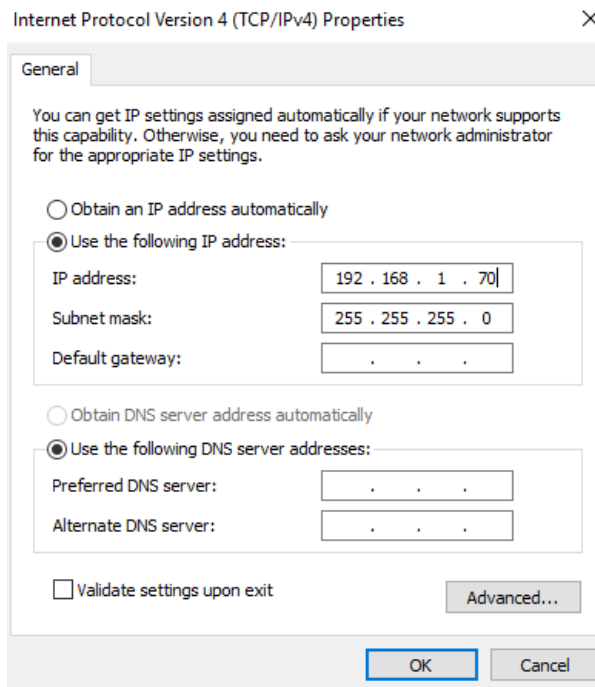 Internet Protocol Version 4 (TCP/IPv4) Properties
General
You can get IP settings assigned automatically if your network supports
this capability. Otherwise, you need to ask your network administrator
for the appropriate IP settings.
Obtain an IP address automatically
Use the following IP address:
IP address: 192 . 168 . 1 . 70
Subnet mask: 255 . 255 . 255 . 0
Default gateway: . . .
Obtain DNS server address automatically
Use the following DNS server addresses:
Preferred DNS server: . . .
Alternate DNS server: . . .
Validate settings upon exit
Advanced...
OK Cancel